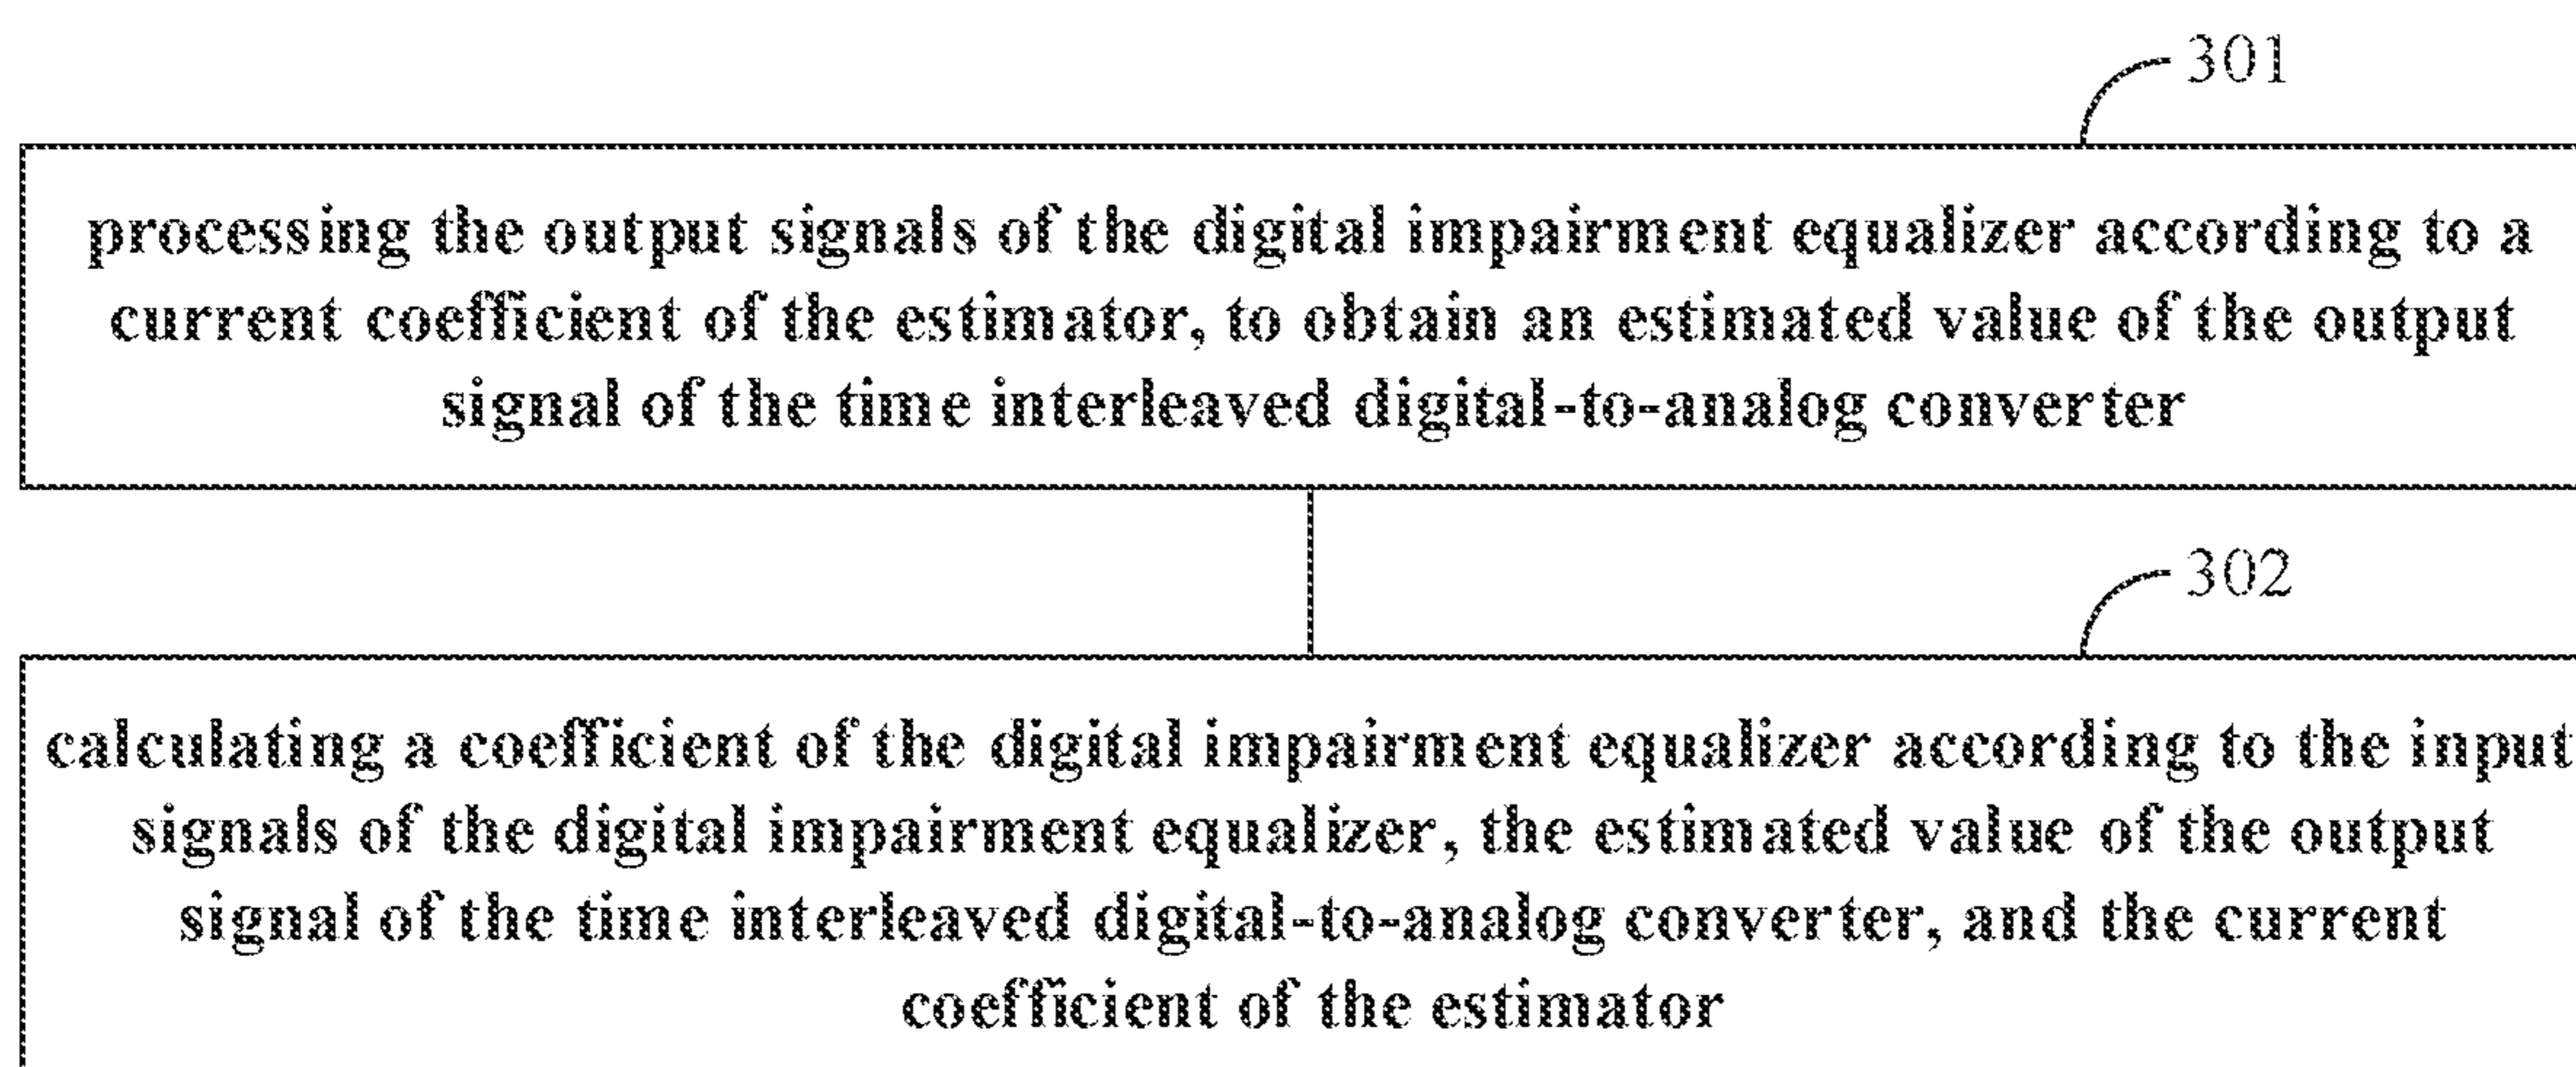 301
processing the output signals of the digital impairment equalizer according to a
current coefficient of the estimator, to obtain an estimated value of the output
signal of the time interleaved digital-to-analog converter
302
calculating a coefficient of the digital impairment equalizer according to the input
signals of the digital impairment equalizer, the estimated value of the output
signal of the time interleaved digital-to-analog converter, and the current
coefficient of the estimator